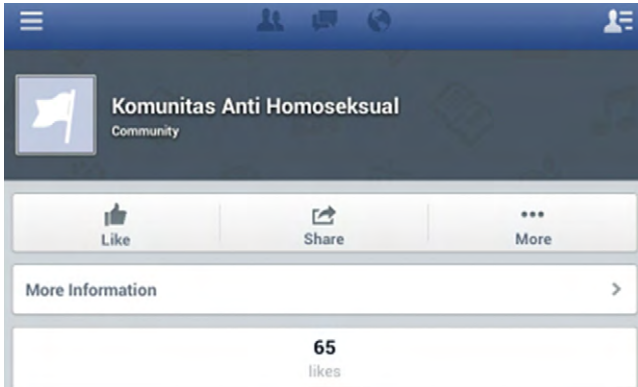 Komunitas Anti Homoseksual
Community
Like Share More
More Information
65
likes